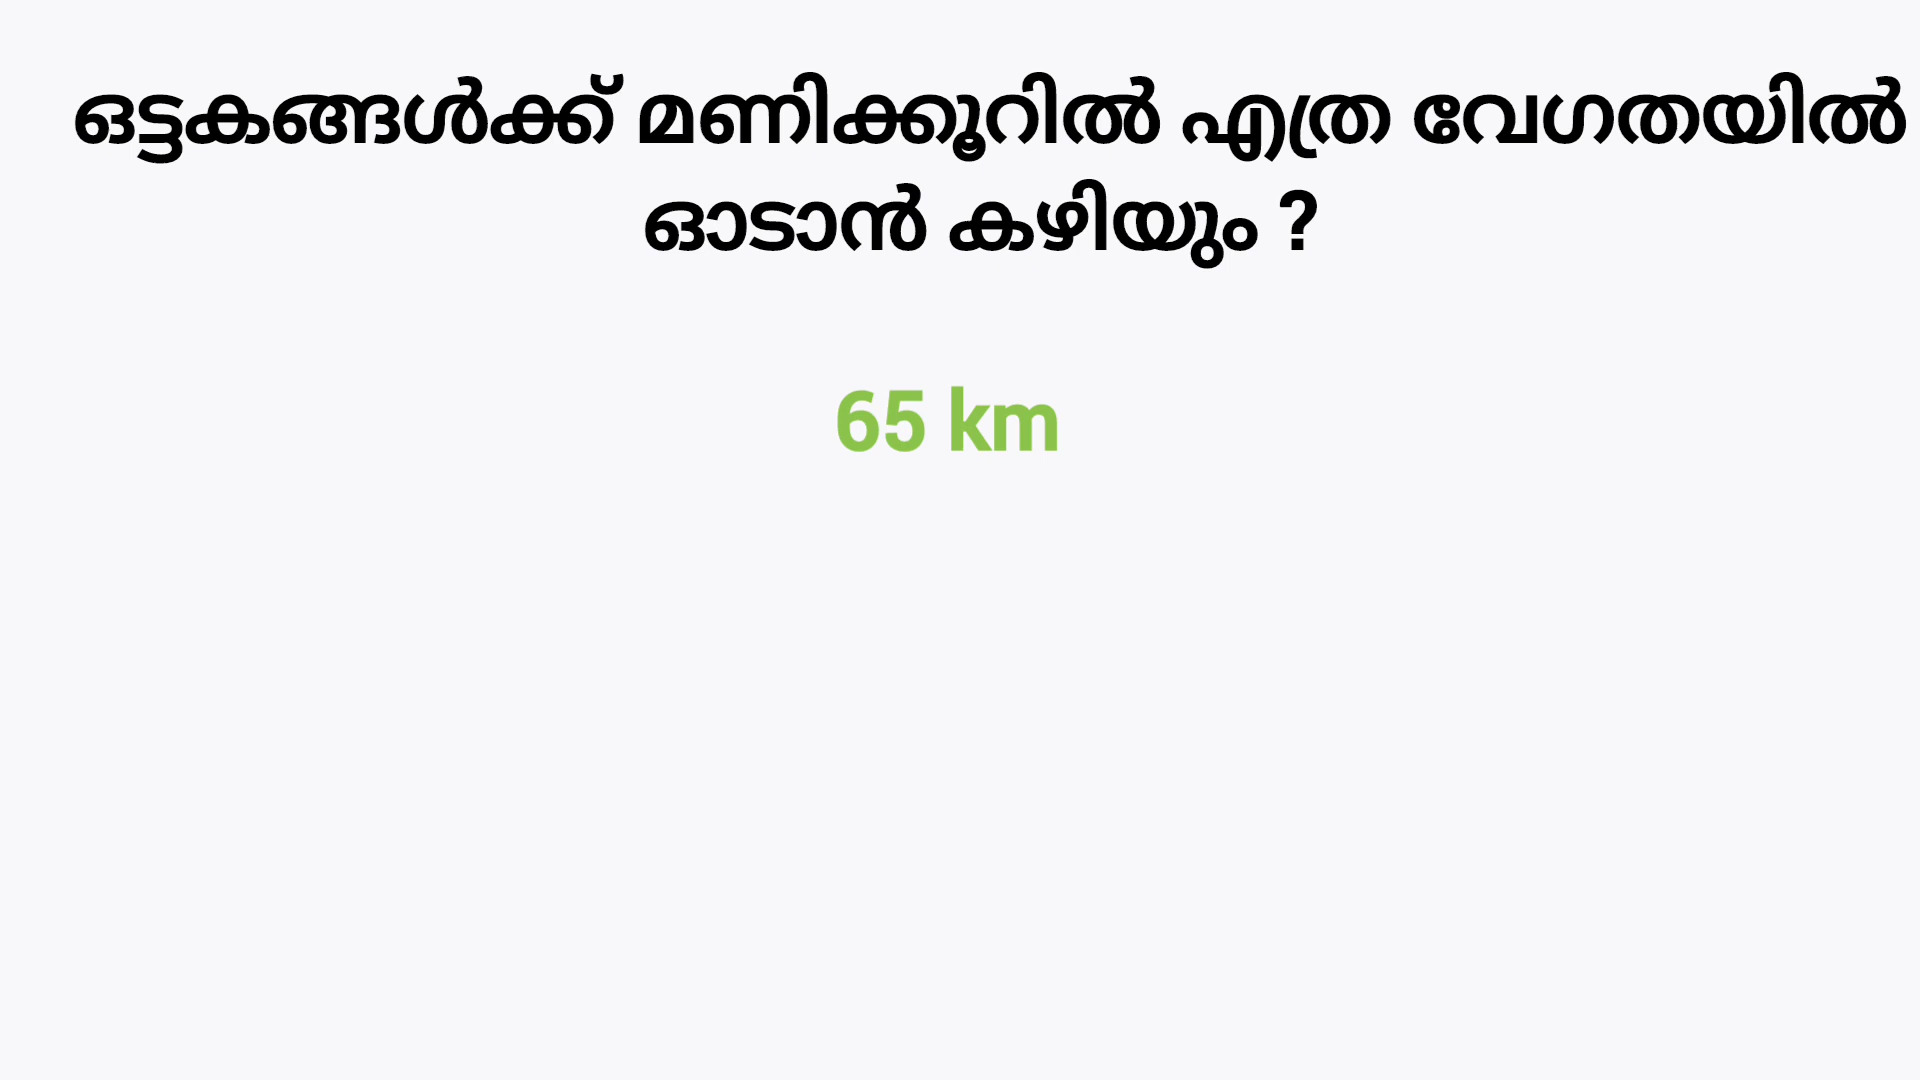 ഒട്ടകങ്ങൾക്ക് മണിക്കൂറിൽ എത്ര വേഗതയിൽ
ഓടാൻ കഴിയും ?
65 km